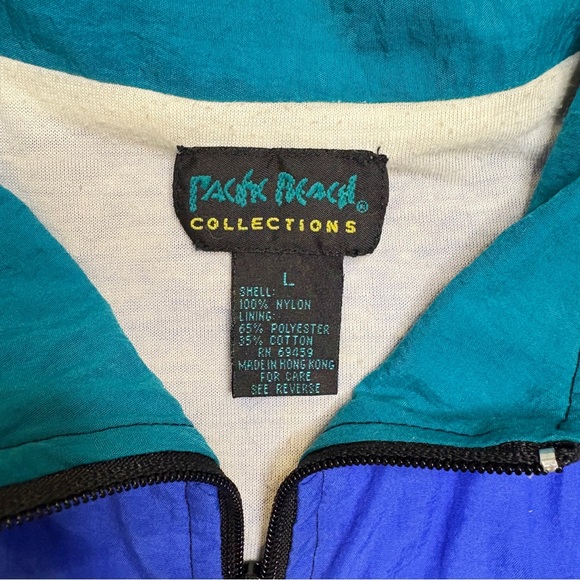 Pacific Beach®
COLLECTIONS
L
SHELL:
100% NYLON
LINING:
65% POLYESTER
35% COTTON
RN 69459
MADE IN HONG KONG
FOR CARE
SEE REVERSE